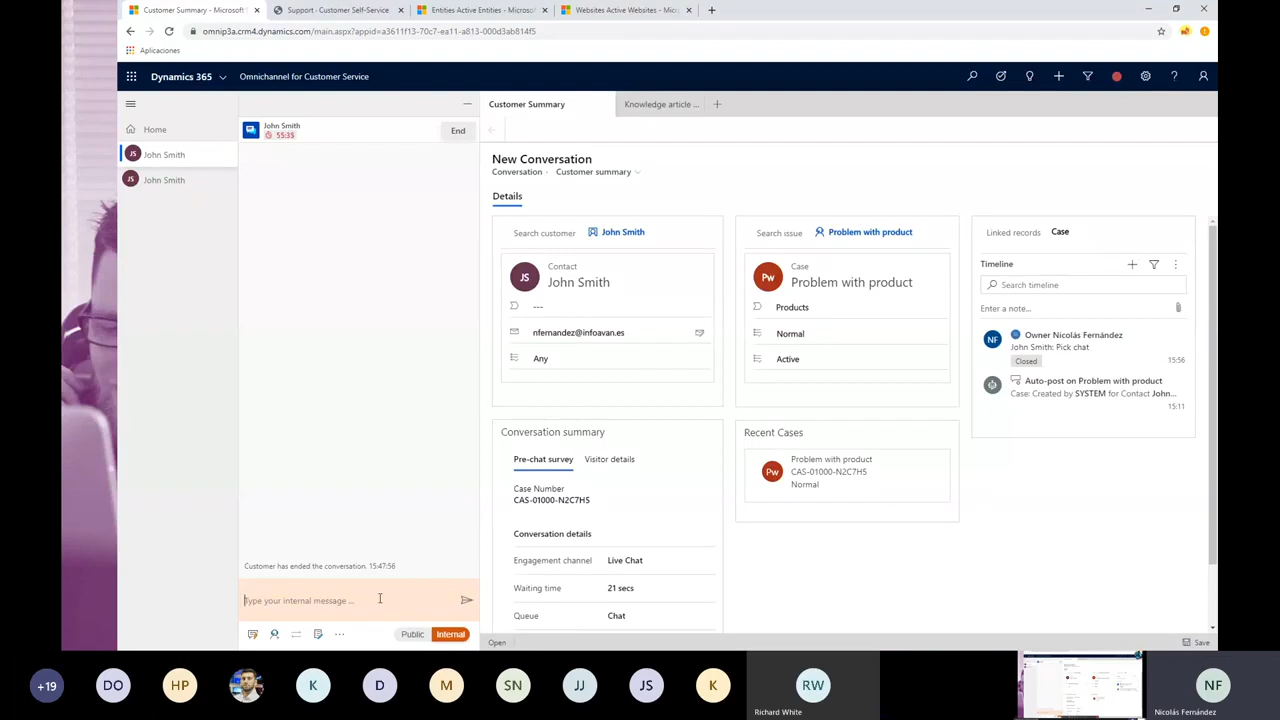 Customer Summary - Microsoft
Support · Customer Self-Service
Entities Active Entities - Microsof
Websites Active Websites - Micro
omnip3a.crm4.dynamics.com/main.aspx?appid=a3611f13-70c7-ea11-a813-000d3ab814f5
Aplicaciones
Dynamics 365
Omnichannel for Customer Service
Home
JS John Smith
JS John Smith
John Smith
55:35
End
Customer Summary
Knowledge article ...
New Conversation
Conversation · Customer summary
Details
Search customer
John Smith
JS
Contact
John Smith
---
nfernandez@infoavan.es
Any
Search issue
Problem with product
Pw
Case
Problem with product
Products
Normal
Active
Linked records Case
Timeline
Search timeline
Enter a note...
NF
Owner Nicolás Fernández
John Smith: Pick chat
Closed
15:56
Auto-post on Problem with product
Case: Created by SYSTEM for Contact John...
15:11
Conversation summary
Pre-chat survey Visitor details
Case Number
CAS-01000-N2C7H5
Conversation details
Engagement channel Live Chat
Waiting time 21 secs
Queue Chat
Recent Cases
Pw
Problem with product
CAS-01000-N2C7H5
Normal
Customer has ended the conversation. 15:47:56
Type your internal message ...
Public Internal
Open
Save
+19 DO HP K D M SN JJ JS K RW NF
Richard White
Nicolás Fernández